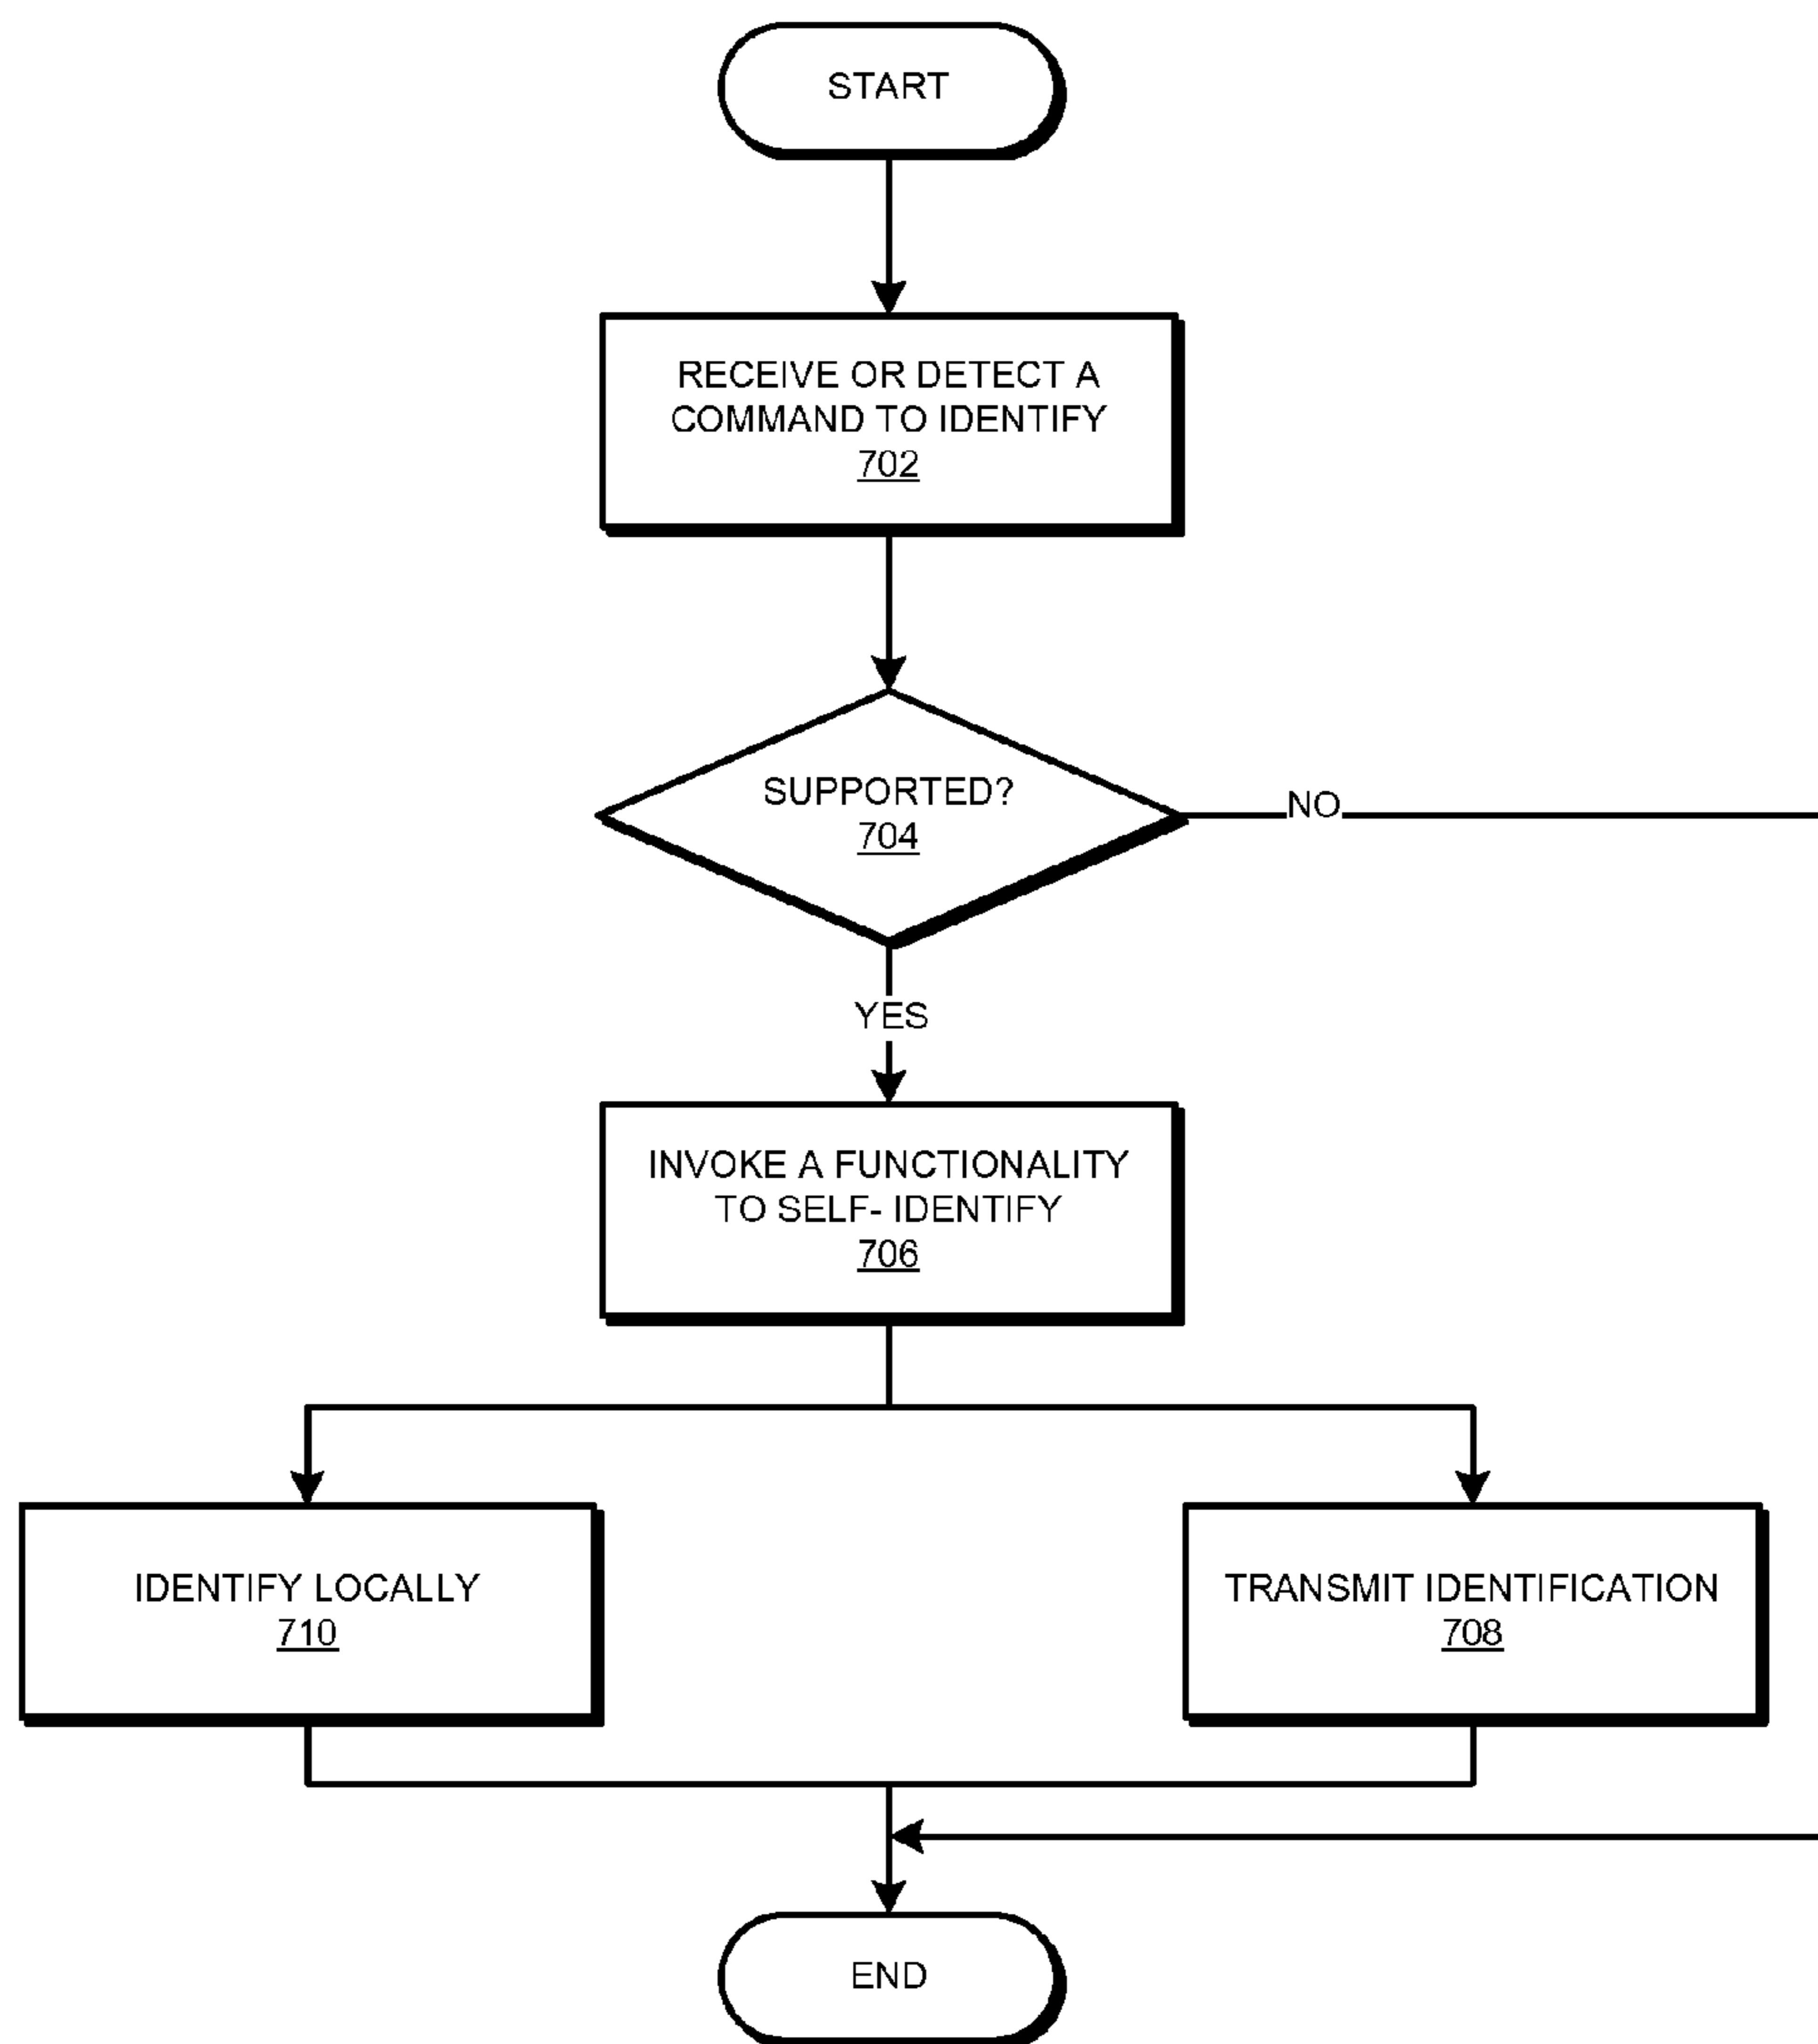 START
RECEIVE OR DETECT A
COMMAND TO IDENTIFY
702
SUPPORTED?
704
NO
YES
INVOKE A FUNCTIONALITY
TO SELF- IDENTIFY
706
IDENTIFY LOCALLY
710
TRANSMIT IDENTIFICATION
708
END